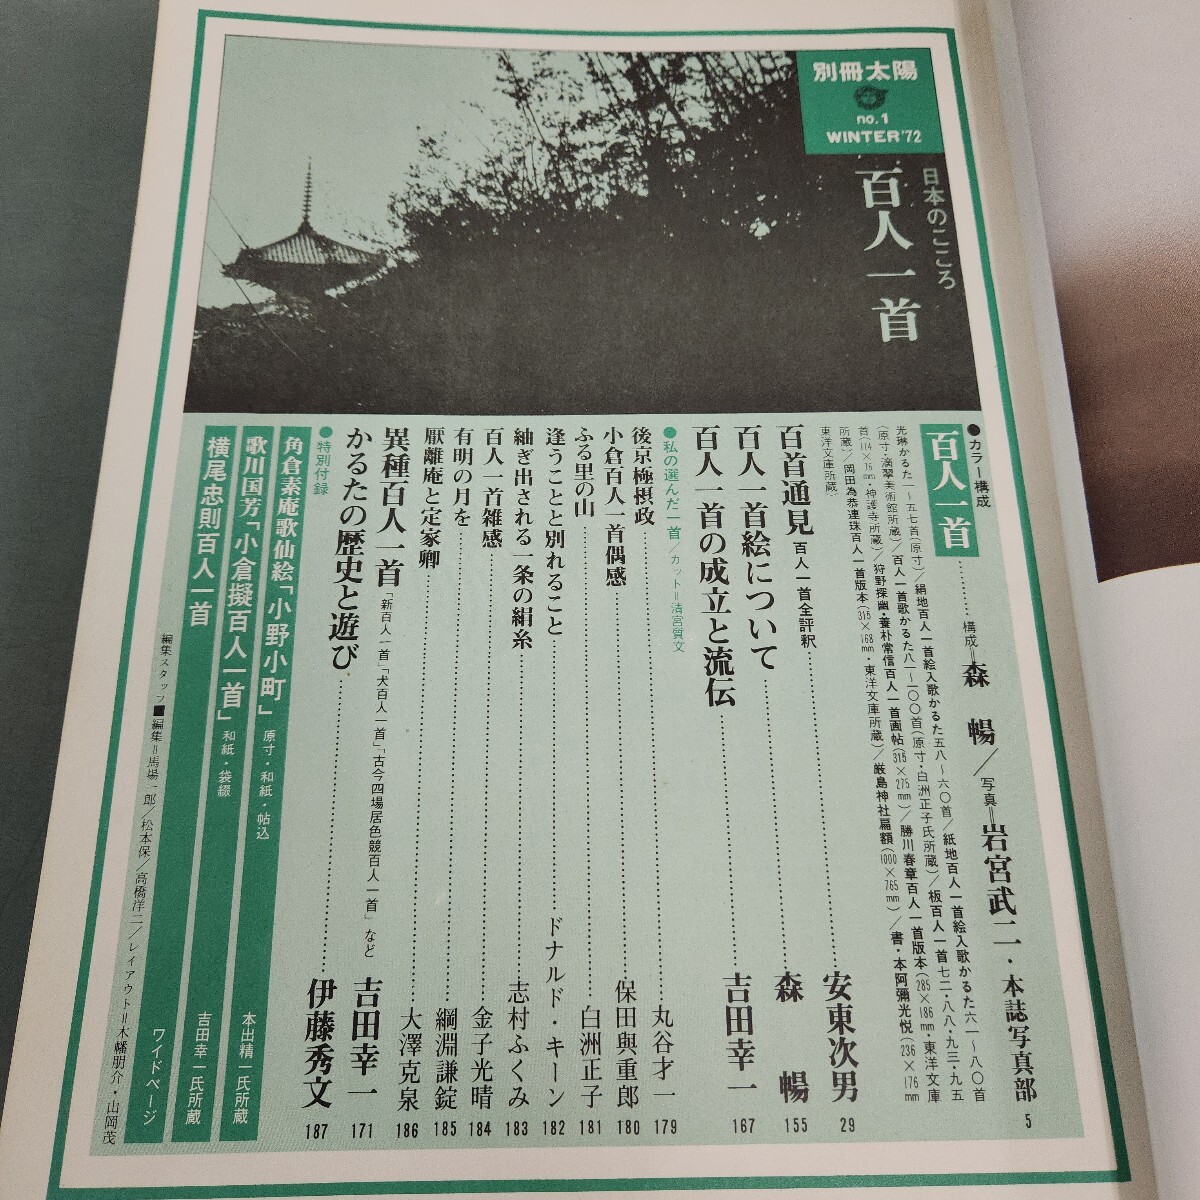 別冊太陽
no.1
WINTER'72
日本のこころ
百人一首
●カラー構成
百人一首……構成＝森 暢／写真＝岩宮武二・本誌写真部 5
光琳かるた一～五七首(原寸)／絹地百人一首絵入歌かるた五八～六〇首／紙地百人一首絵入歌かるた六一～八〇首
(原寸・滴翠美術館所蔵)／百人一首歌かるた八一～一〇〇首(原寸・白洲正子氏所蔵)／板百人一首七二・八八・九三・九五
首(114×76㎜・神護寺所蔵)／狩野探幽・養朴常信百人一首画帖(315×275㎜)／勝川春章百人一首版本(285×186㎜・東洋文庫
所蔵)／岡田為恭連珠百人一首版本(315×168㎜・東洋文庫所蔵)／厳島神社扁額(1000×765㎜)／書・本阿彌光悦(236×176㎜
東洋文庫所蔵)
百首通見 百人一首全評釈……安東次男 29
百人一首絵について……森 暢 155
百人一首の成立と流伝……吉田幸一 167
●私の選んだ一首／カット＝清宮質文
後京極摂政……丸谷才一 179
小倉百人一首偶感……保田與重郎 180
ふる里の山……白洲正子 181
逢うことと別れること……ドナルド・キーン 182
紬ぎ出される一条の絹糸……志村ふくみ 183
百人一首雑感……金子光晴 184
有明の月を……綱淵謙錠 185
厭離庵と定家卿……大澤克泉 186
異種百人一首「新百人一首」「犬百人一首」「古今四場居色競百人一首」など 吉田幸一 171
かるたの歴史と遊び……伊藤秀文 187
●特別付録
角倉素庵歌仙絵「小野小町」原寸・和紙・帖込 本出精一氏所蔵
歌川国芳「小倉擬百人一首」和紙・袋綴 吉田幸一氏所蔵
横尾忠則百人一首 ワイドページ
編集スタッフ■編集＝馬場一郎／松本保／高橋洋二／レイアウト＝木幡朋介・山岡茂